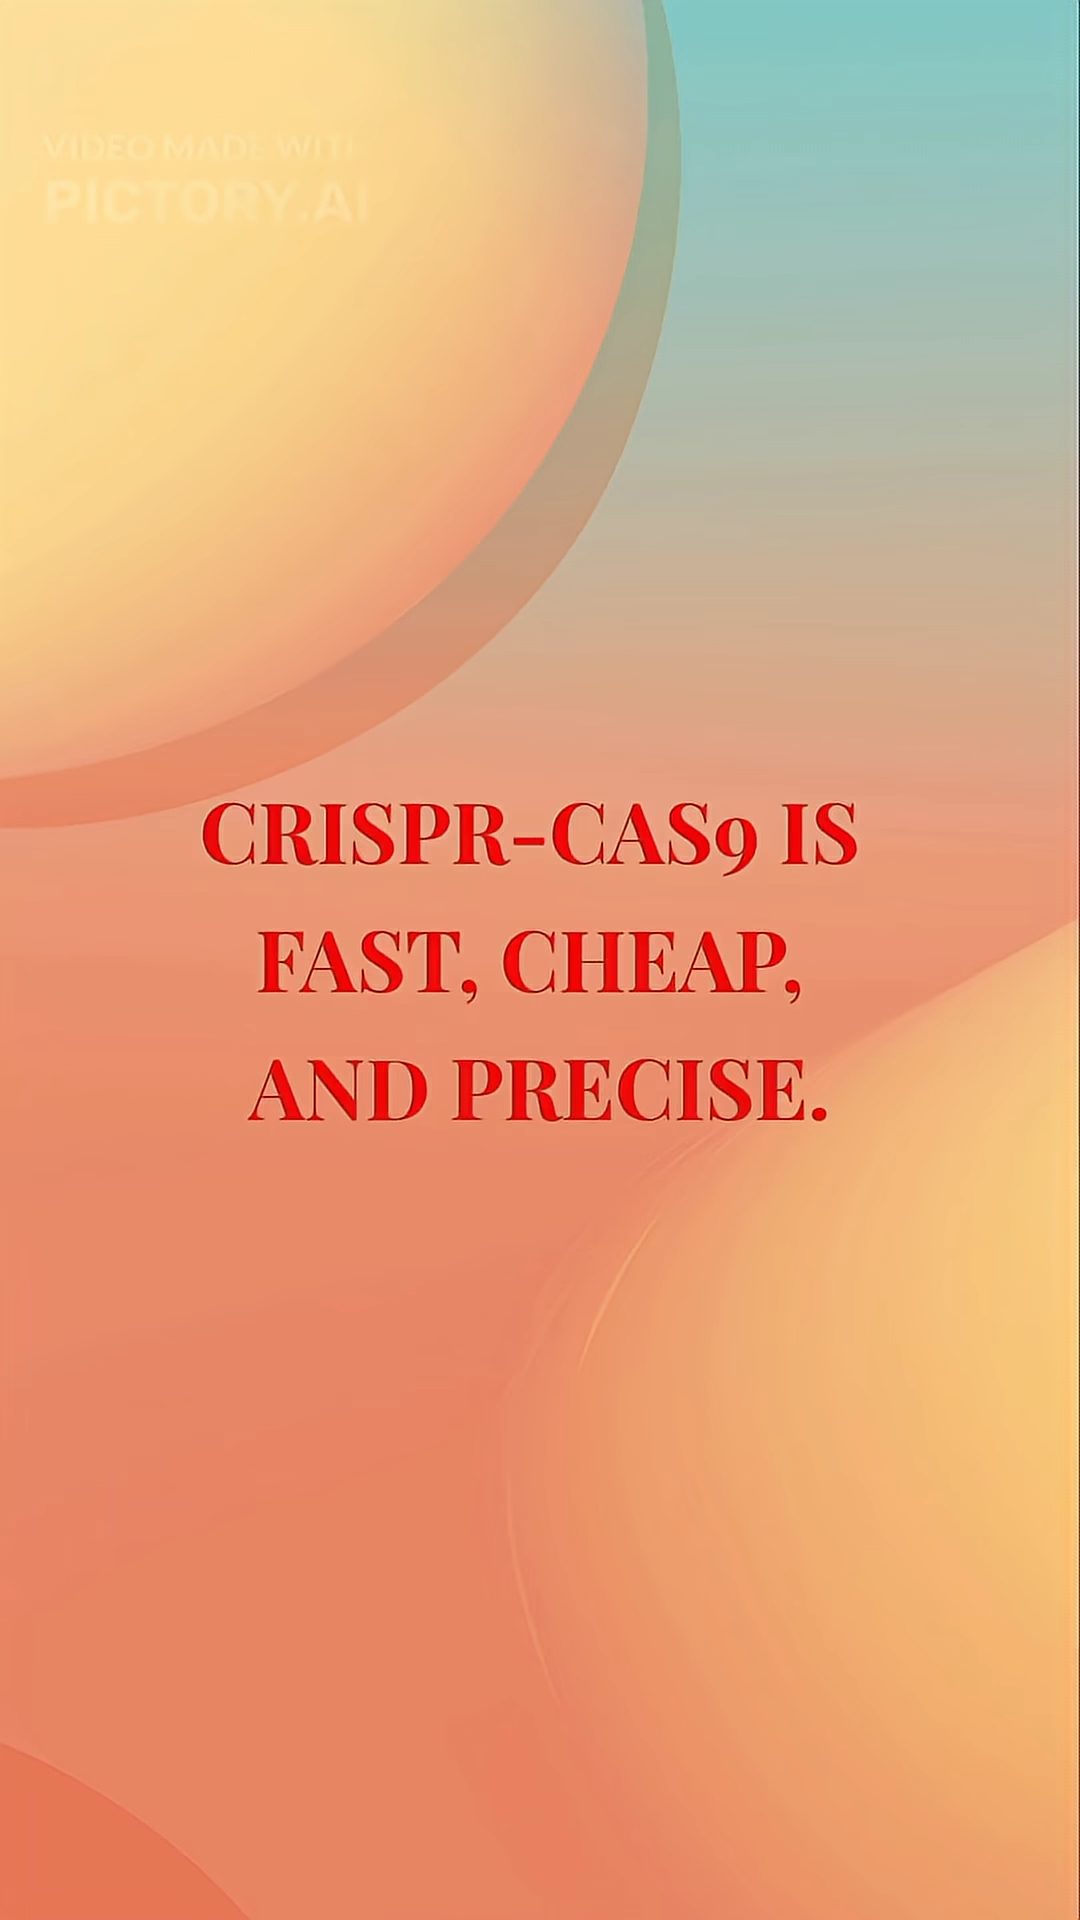 VIDEO MADE WITH
PICTORY.AI
CRISPR-CAS9 IS
FAST, CHEAP,
AND PRECISE.